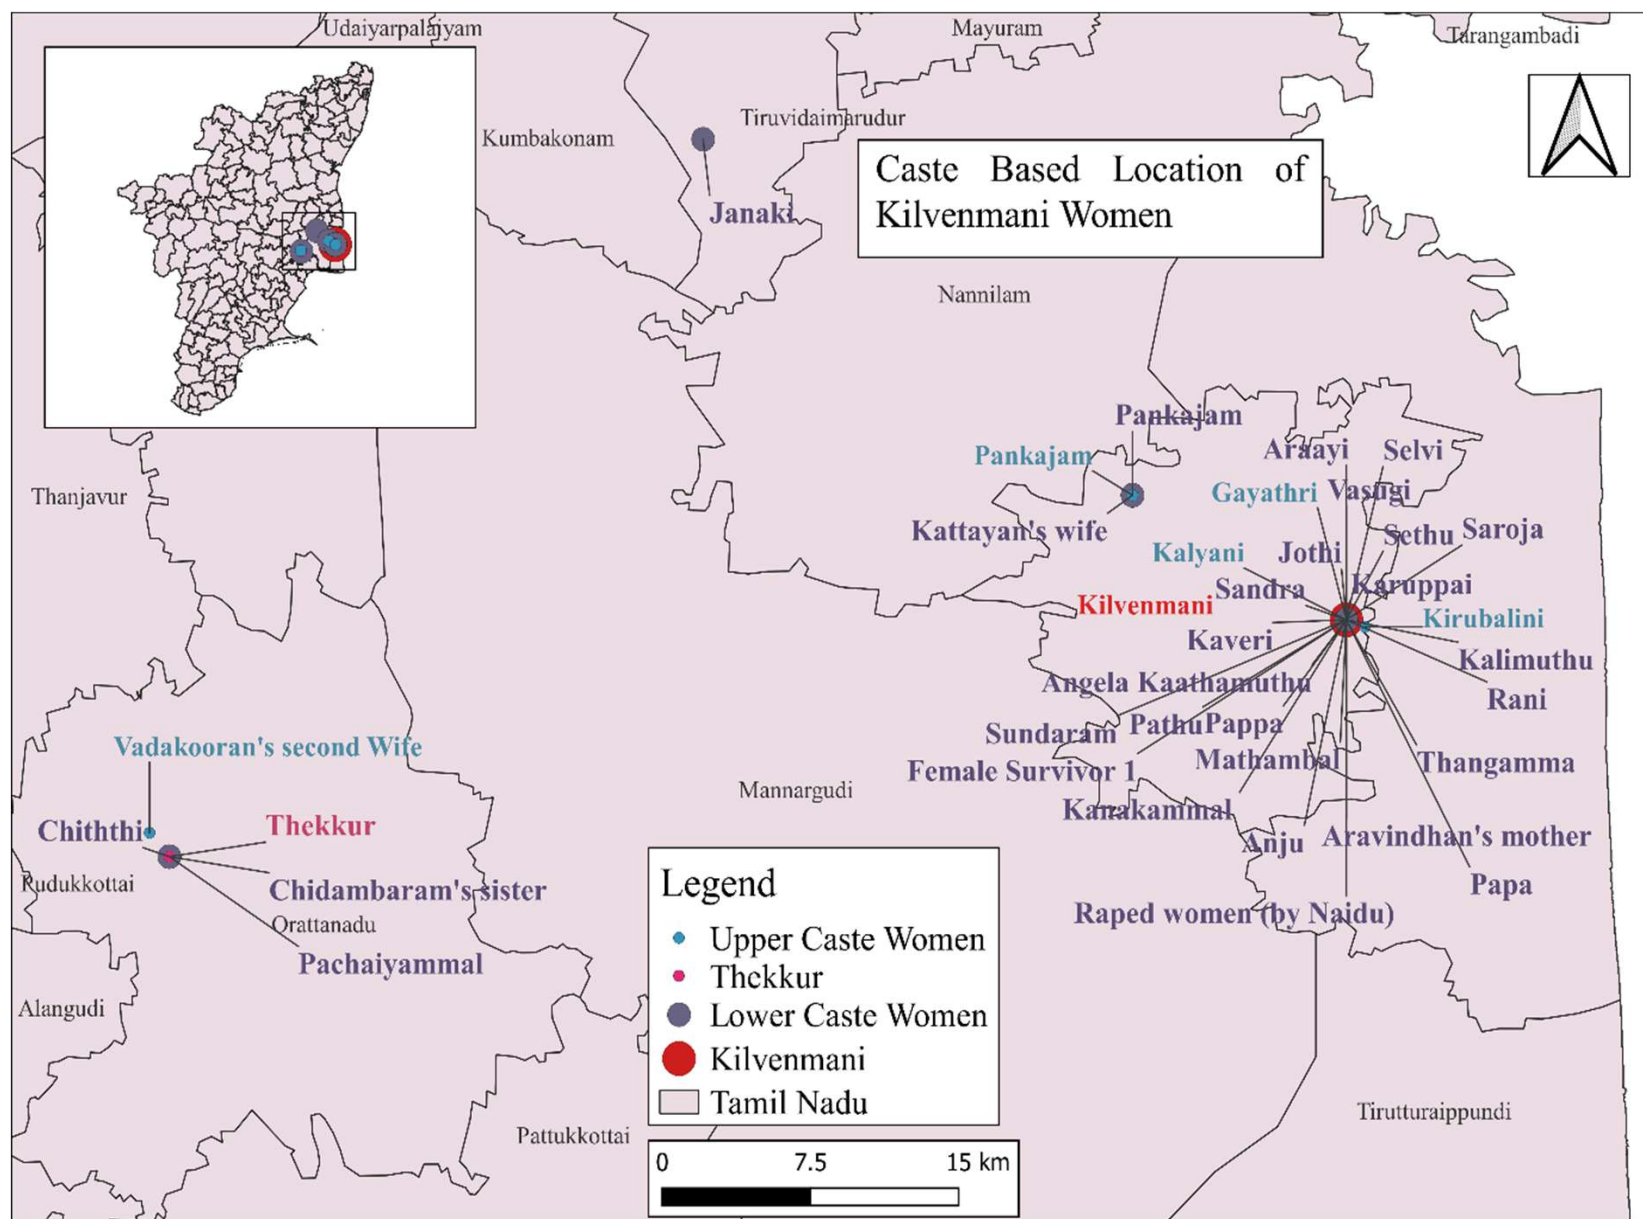 Udaiyarpalaiyam
Mayuram
Tarangambadi
Tiruvidaimarudur
Kumbakonam
Caste Based Location of
Kilvenmani Women
Janaki
Nannilam
Pankajam
Araayi
Selvi
Pankajam
Thanjavur
Gayathri
Vasugi
Kattayan's wife
Sethu
Saroja
Kalyani
Jothi
Sandra
Karuppai
Kilvenmani
Kirubalini
Kaveri
Kalimuthu
Angela
Kaathamuthu
Rani
Sundaram
Pathu
Pappa
Vadakooran's second Wife
Mathambal
Thangamma
Female Survivor 1
Mannargudi
Kanakammal
Chiththi
Thekkur
Anju
Aravindhan's mother
Pudukkottai
Chidambaram's sister
Papa
Orattanadu
Raped women (by Naidu)
Pachaiyammal
Alangudi
Legend
Upper Caste Women
Thekkur
Lower Caste Women
Kilvenmani
Tamil Nadu
Tirutturaippundi
Pattukkottai
0 7.5 15 km